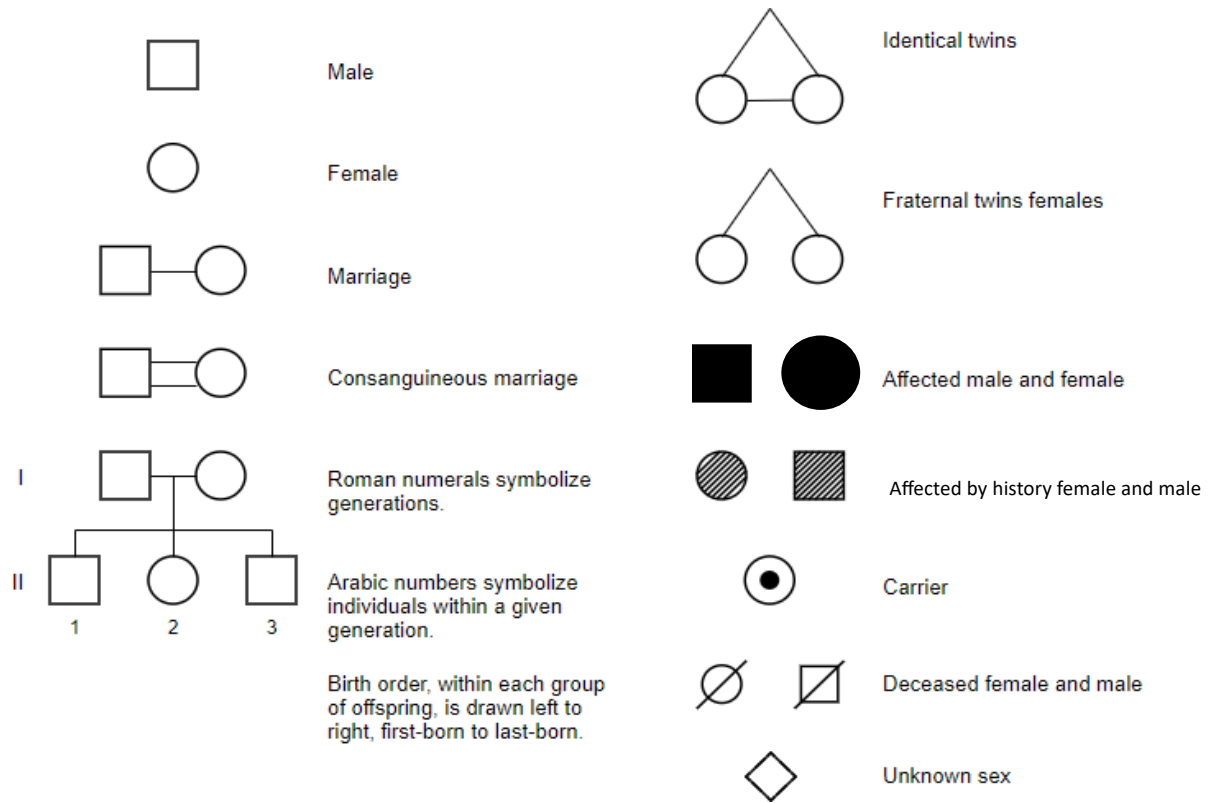 Male
Female
Marriage
Consanguineous marriage
I
Roman numerals symbolize
generations.
II
1
2
3
Arabic numbers symbolize
individuals within a given
generation.
Birth order, within each group
of offspring, is drawn left to
right, first-born to last-born.
Identical twins
Fraternal twins females
Affected male and female
Affected by history female and male
Carrier
Deceased female and male
Unknown sex